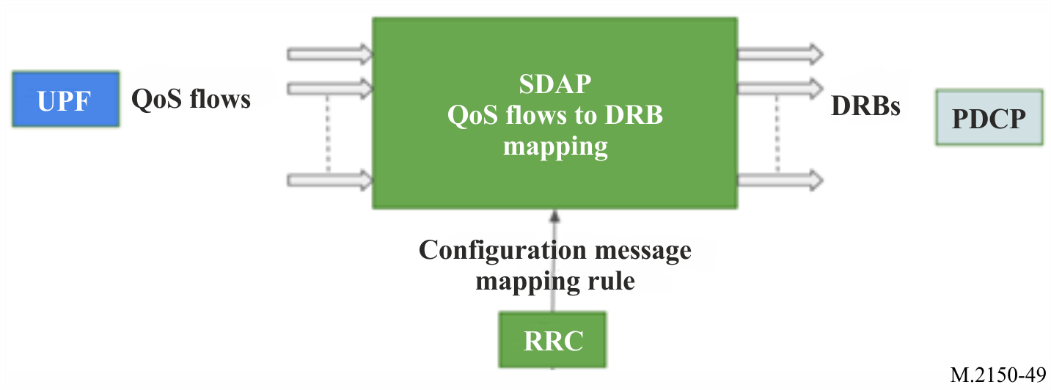 UPF
QoS flows
SDAP
QoS flows to DRB
mapping
DRBs
PDCP
Configuration message
mapping rule
RRC
M.2150-49